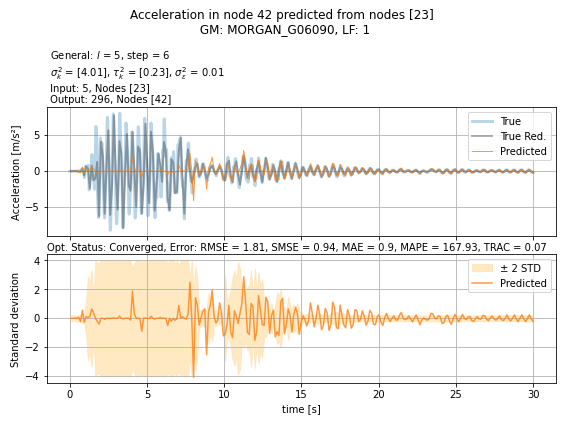 Acceleration in node 42 predicted from nodes [23]
GM: MORGAN_G06090, LF: 1
General: l = 5, step = 6
σ²ₖ = [4.01], τ²ₖ = [0.23], σ²ε = 0.01
Input: 5, Nodes [23]
Output: 296, Nodes [42]
Acceleration [m/s²]
5
0
−5
True
True Red.
Predicted
Opt. Status: Converged, Error: RMSE = 1.81, SMSE = 0.94, MAE = 0.9, MAPE = 167.93, TRAC = 0.07
Standard deviation
4
2
0
−2
−4
± 2 STD
Predicted
0 5 10 15 20 25 30
time [s]